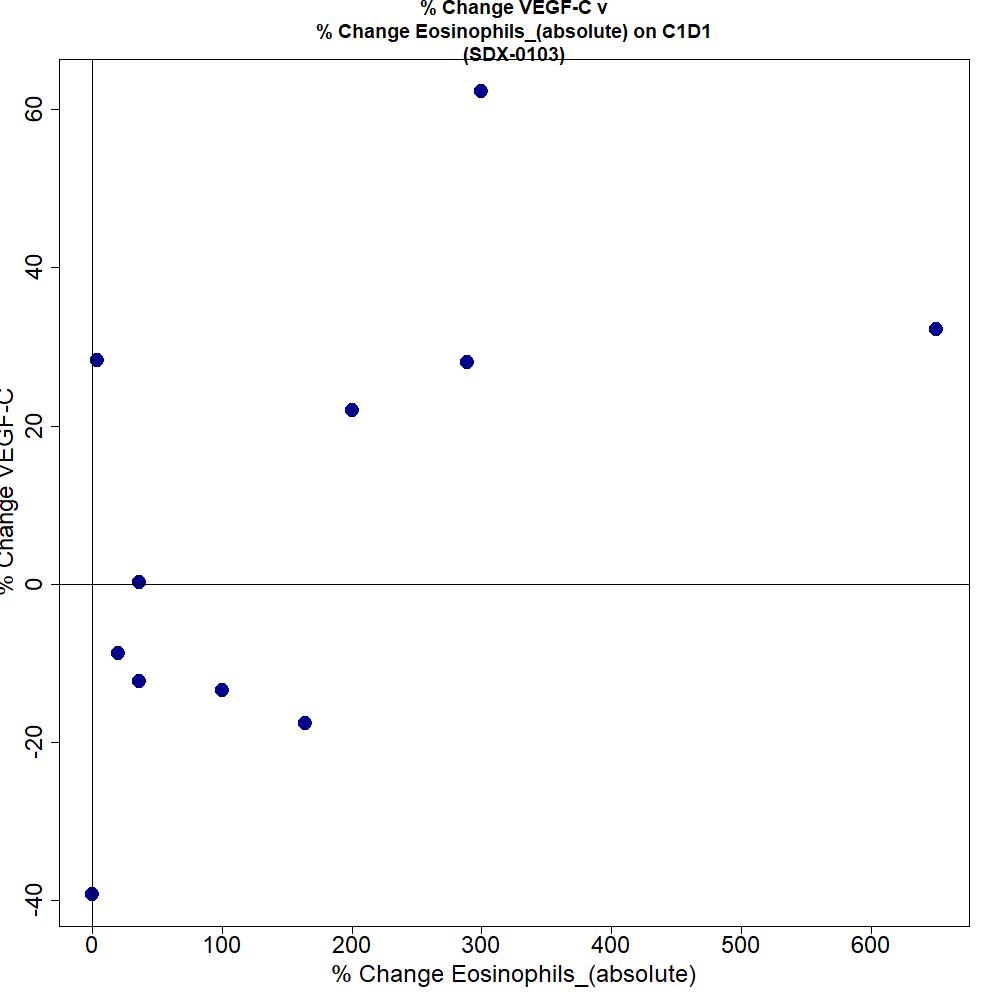 % Change VEGF-C v
% Change Eosinophils_(absolute) on C1D1
(SDX-0103)
% Change VEGF-C
60
40
20
0
-20
-40
0 100 200 300 400 500 600
% Change Eosinophils_(absolute)